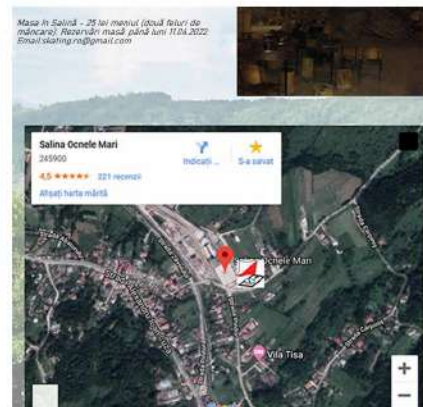 Masa în Salină - 25 lei meniul (două feluri de
mâncare). Rezervări masă până luni 11.04.2022
Email:skating.ro@gmail.com
Salina Ocnele Mari
245900
4,5
221 recenzii
Afișați harta mărită
Indicații ...
S-a salvat
Salina Ocnele Mari
Vila Tisa
+
−